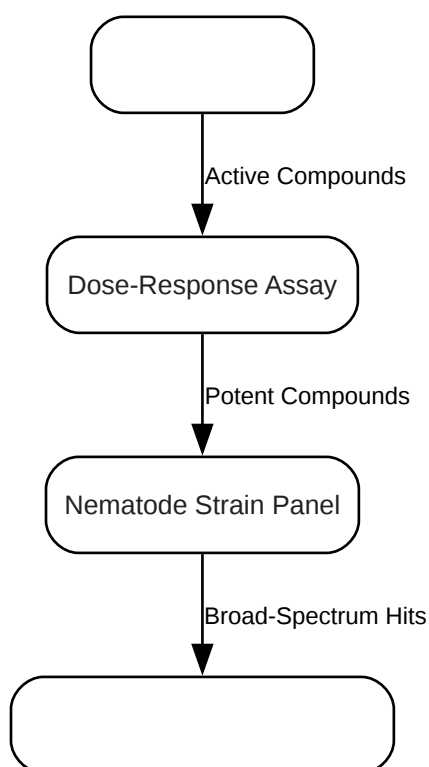 Active Compounds
Dose-Response Assay
Potent Compounds
Nematode Strain Panel
Broad-Spectrum Hits